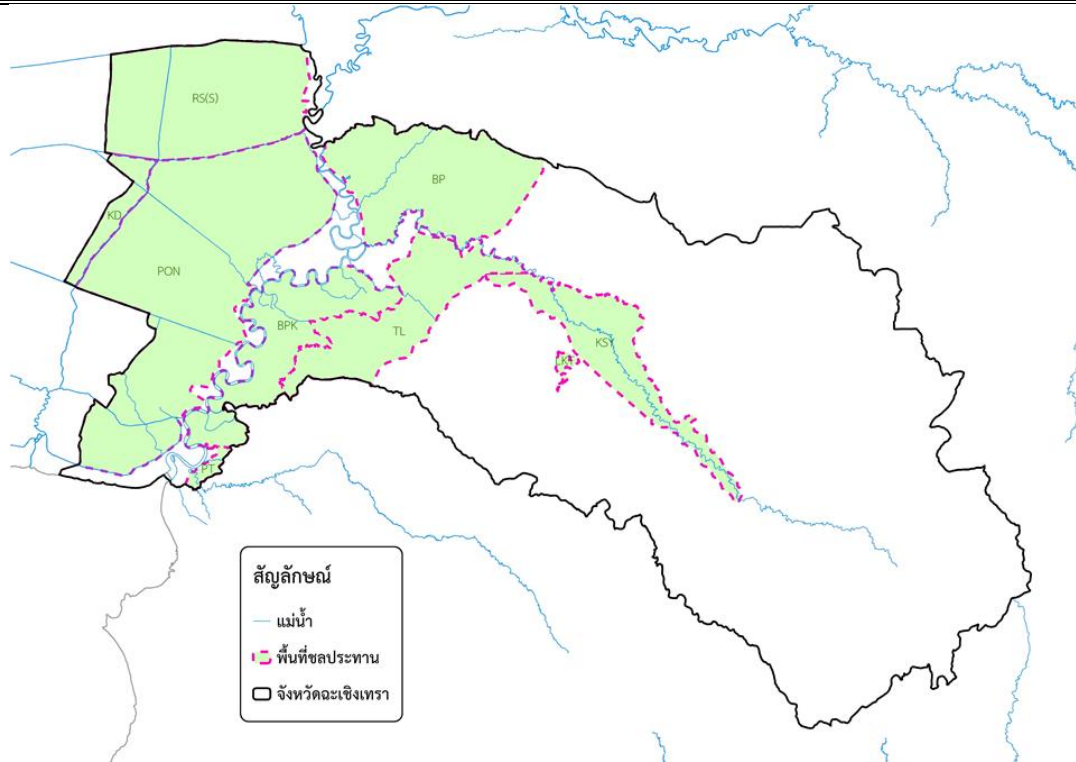 RS(S)
BP
KD
PON
BPK
TL
KSY
PT
สัญลักษณ์
แม่น้ำ
พื้นที่ชลประทาน
จังหวัดฉะเชิงเทรา